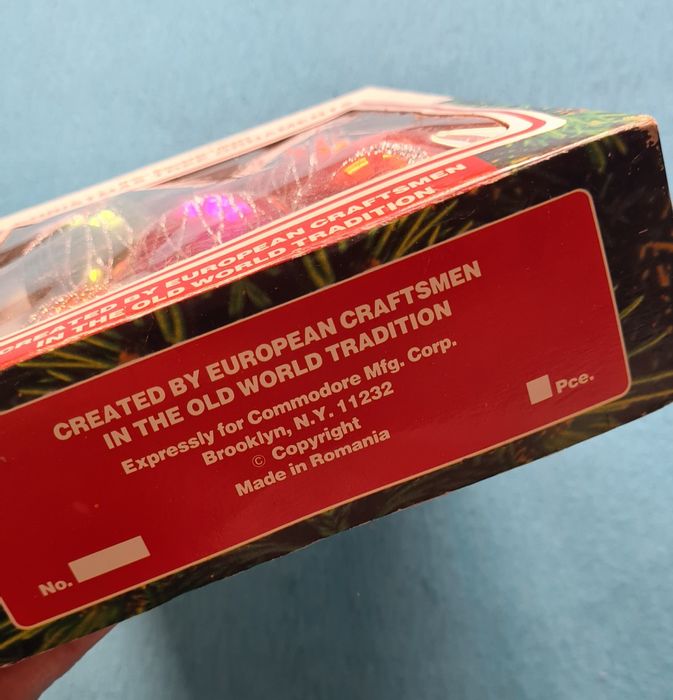 CREATED BY EUROPEAN CRAFTSMEN
IN THE OLD WORLD TRADITION
CREATED BY EUROPEAN CRAFTSMEN
IN THE OLD WORLD TRADITION
Expressly for Commodore Mfg. Corp.
Brooklyn, N.Y. 11232
© Copyright
Made in Romania
Pce.
No.